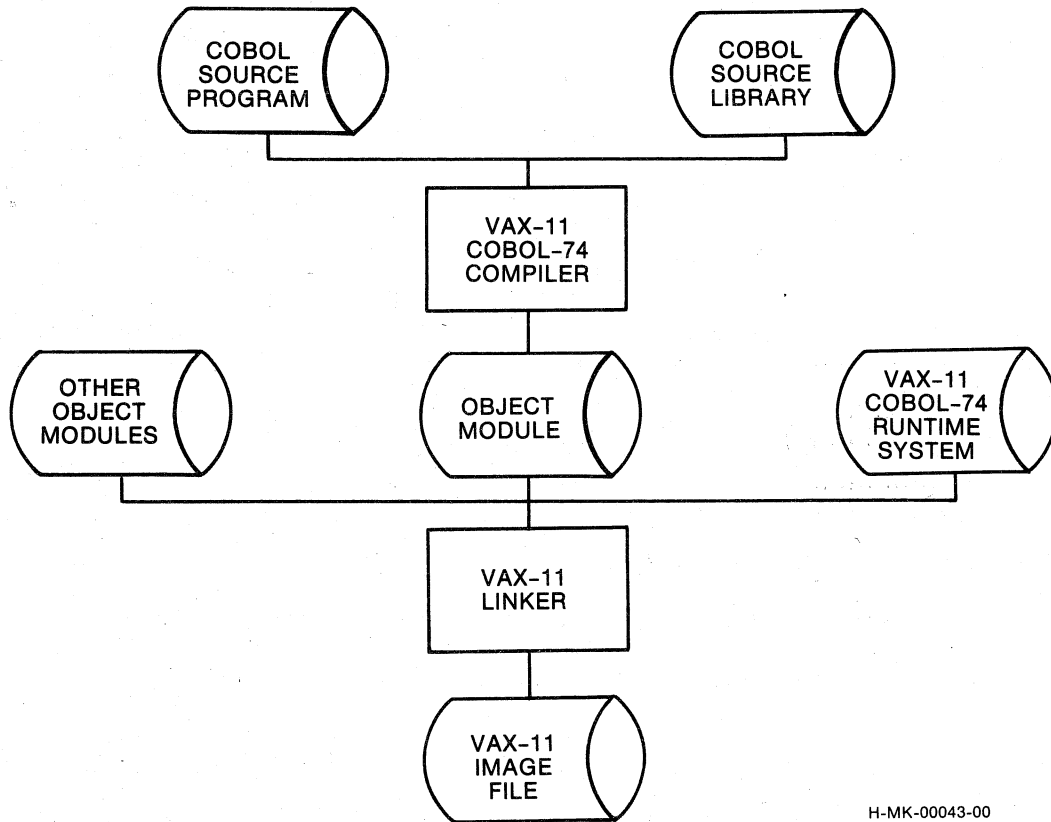 COBOL
SOURCE
PROGRAM
COBOL
SOURCE
LIBRARY
VAX-11
COBOL-74
COMPILER
OTHER
OBJECT
MODULES
OBJECT
MODULE
VAX-11
COBOL-74
RUNTIME
SYSTEM
VAX-11
LINKER
VAX-11
IMAGE
FILE
H-MK-00043-00